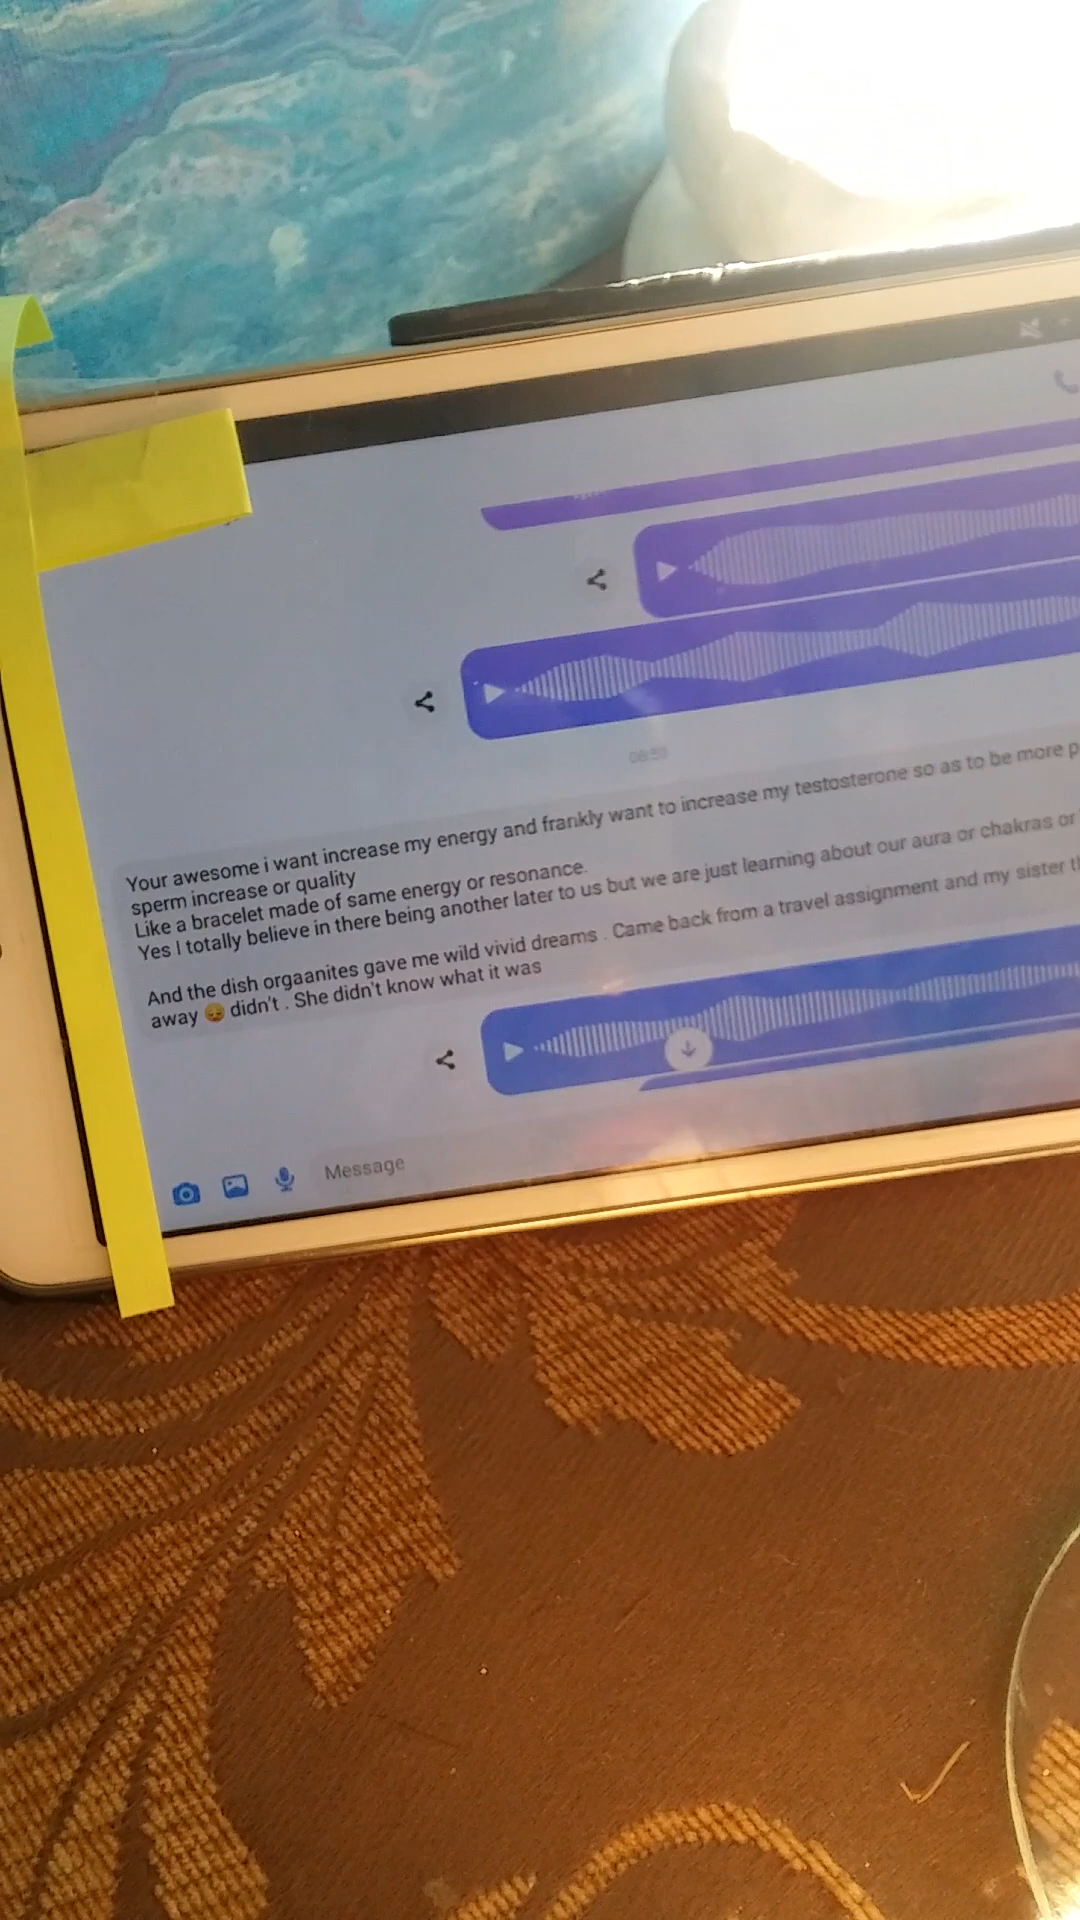 08:50
Your awesome i want increase my energy and frankly want to increase my testosterone so as to be more
sperm increase or quality
Like a bracelet made of same energy or resonance.
Yes I totally believe in there being another later to us but we are just learning about our aura or chakras or
And the dish orgaanites gave me wild vivid dreams . Came back from a travel assignment and my sister
away 😔 didn't . She didn't know what it was
Message